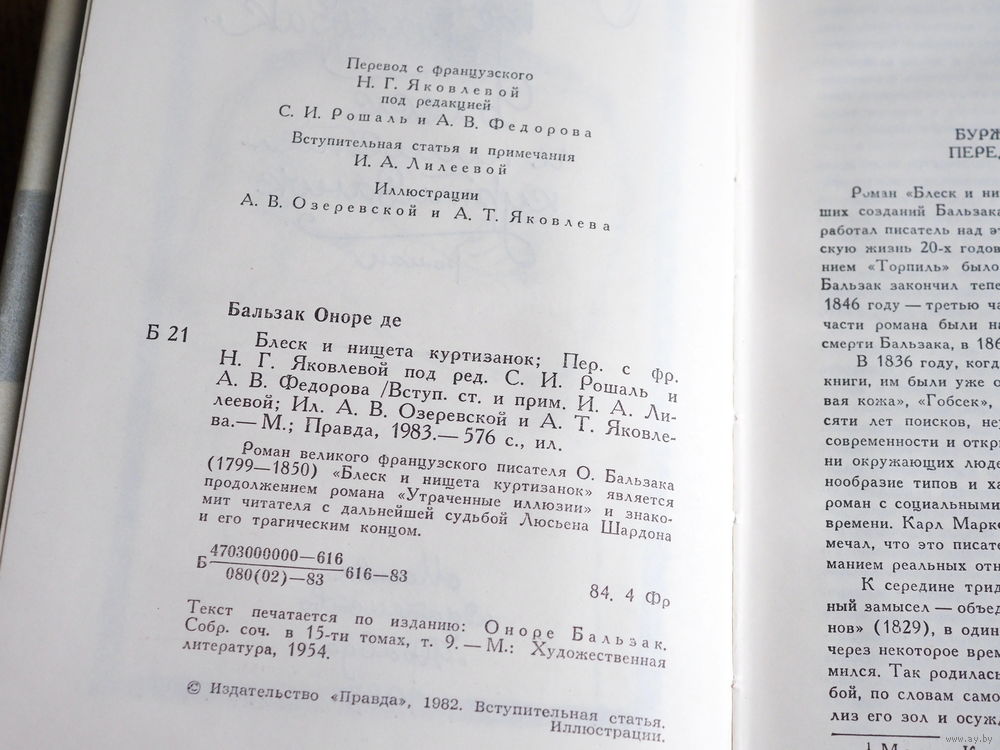 Перевод с французского
Н. Г. Яковлевой
под редакцией
С. И. Рошаль и А. В. Федорова
Вступительная статья и примечания
И. А. Лилеевой
Иллюстрации
А. В. Озеревской и А. Т. Яковлева
Бальзак Оноре де
Б 21
Блеск и нищета куртизанок; Пер. с фр.
Н. Г. Яковлевой под ред. С. И. Рошаль и
А. В. Федорова /Вступ. ст. и прим. И. А. Ли-
леевой; Ил. А. В. Озеревской и А. Т. Яковле-
ва.— М.; Правда, 1983.— 576 с., ил.
Роман великого французского писателя О. Бальзака
(1799—1850) «Блеск и нищета куртизанок» является
продолжением романа «Утраченные иллюзии» и знако-
мит читателя с дальнейшей судьбой Люсьена Шардона
и его трагическим концом.
4703000000—616
Б 616—83
080(02)—83
84. 4 Фр
Текст печатается по изданию: Оноре Бальзак.
Собр. соч. в 15-ти томах, т. 9. — М.: Художественная
литература, 1954.
© Издательство «Правда», 1982. Вступительная статья.
Иллюстрации.
БУРЖ
ПЕРЕД
Роман «Блеск и ни
ших созданий Бальзака
работал писатель над эт
скую жизнь 20-х годов
нием «Торпиль» было
Бальзак закончил тепе
1846 году — третью ча
части романа были на
смерти Бальзака, в 186
В 1836 году, когд
книги, им были уже о
вая кожа», «Гобсек»,
сяти лет поисков, не
современности и откры
ни окружающих люде
нообразие типов и ха
роман с социальными
времени. Карл Маркс
мечал, что это писате
манием реальных отн
К середине трид
ный замысел — объед
нов» (1829), в один
через некоторое врем
мился. Так родилась
бой, по словам само
лиз его зол и осужд
www.ay.by